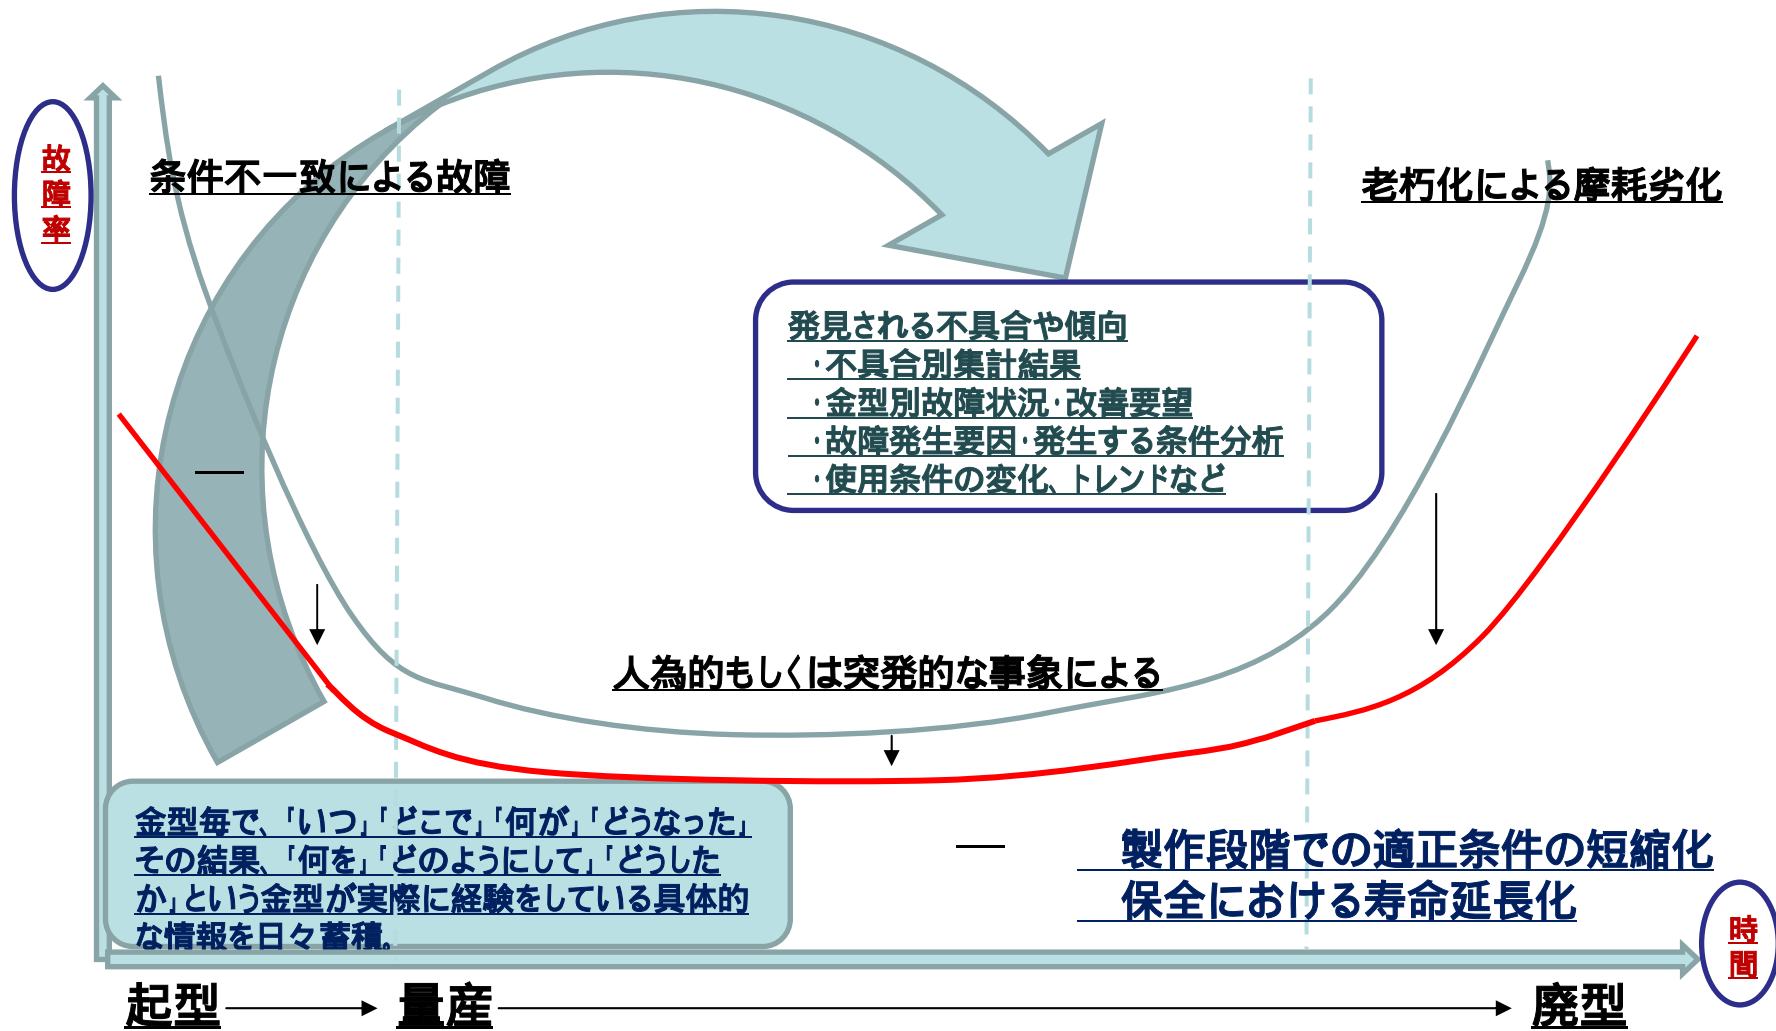 故
障
率
条件不一致による故障
老朽化による摩耗劣化
発見される不具合や傾向
・不具合別集計結果
・金型別故障状況・改善要望
・故障発生要因・発生する条件分析
・使用条件の変化、トレンドなど
人為的もしくは突発的な事象による
金型毎で、「いつ」「どこで」「何が」「どうなった」
その結果、「何を」「どのようにして」「どうした
か」という金型が実際に経験をしている具体的
な情報を日々蓄積。
製作段階での適正条件の短縮化
保全における寿命延長化
時
間
起型
量産
廃型